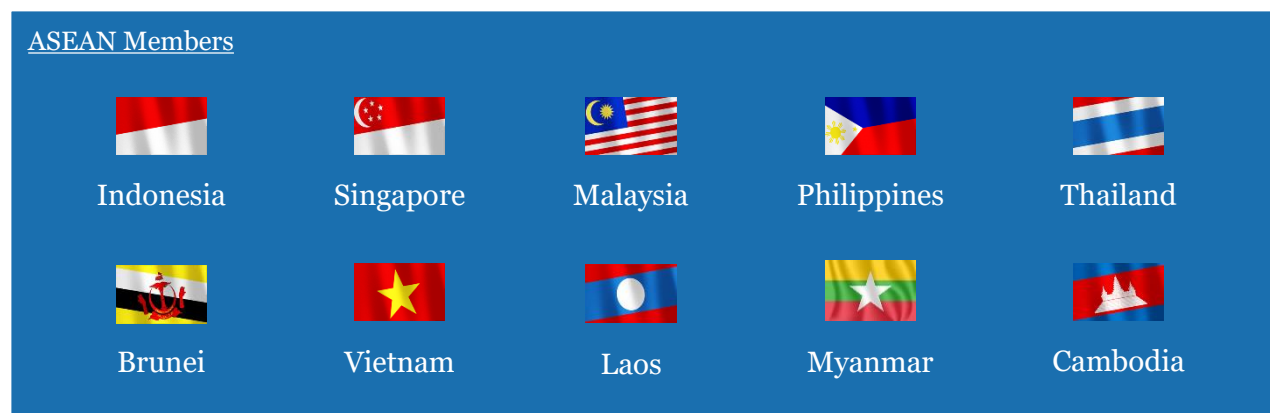 ASEAN Members
Indonesia Singapore Malaysia Philippines Thailand
Brunei Vietnam Laos Myanmar Cambodia